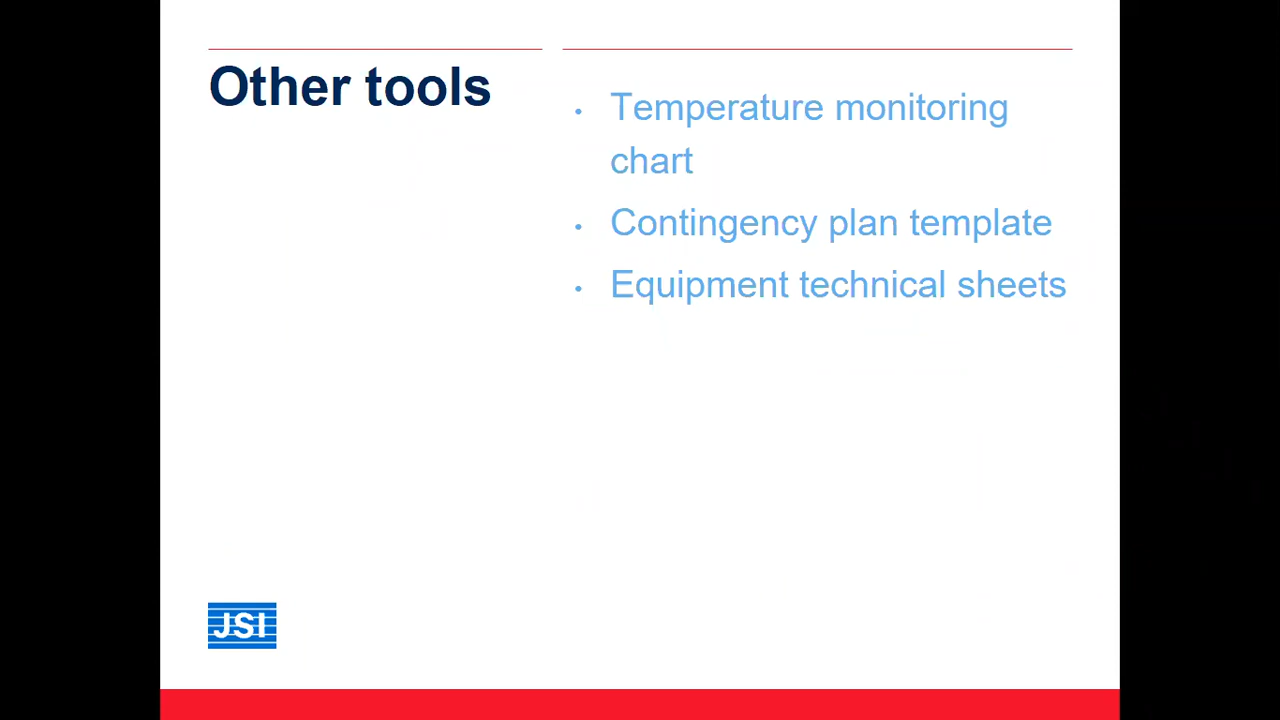 Other tools
• Temperature monitoring
chart
• Contingency plan template
• Equipment technical sheets
JSI